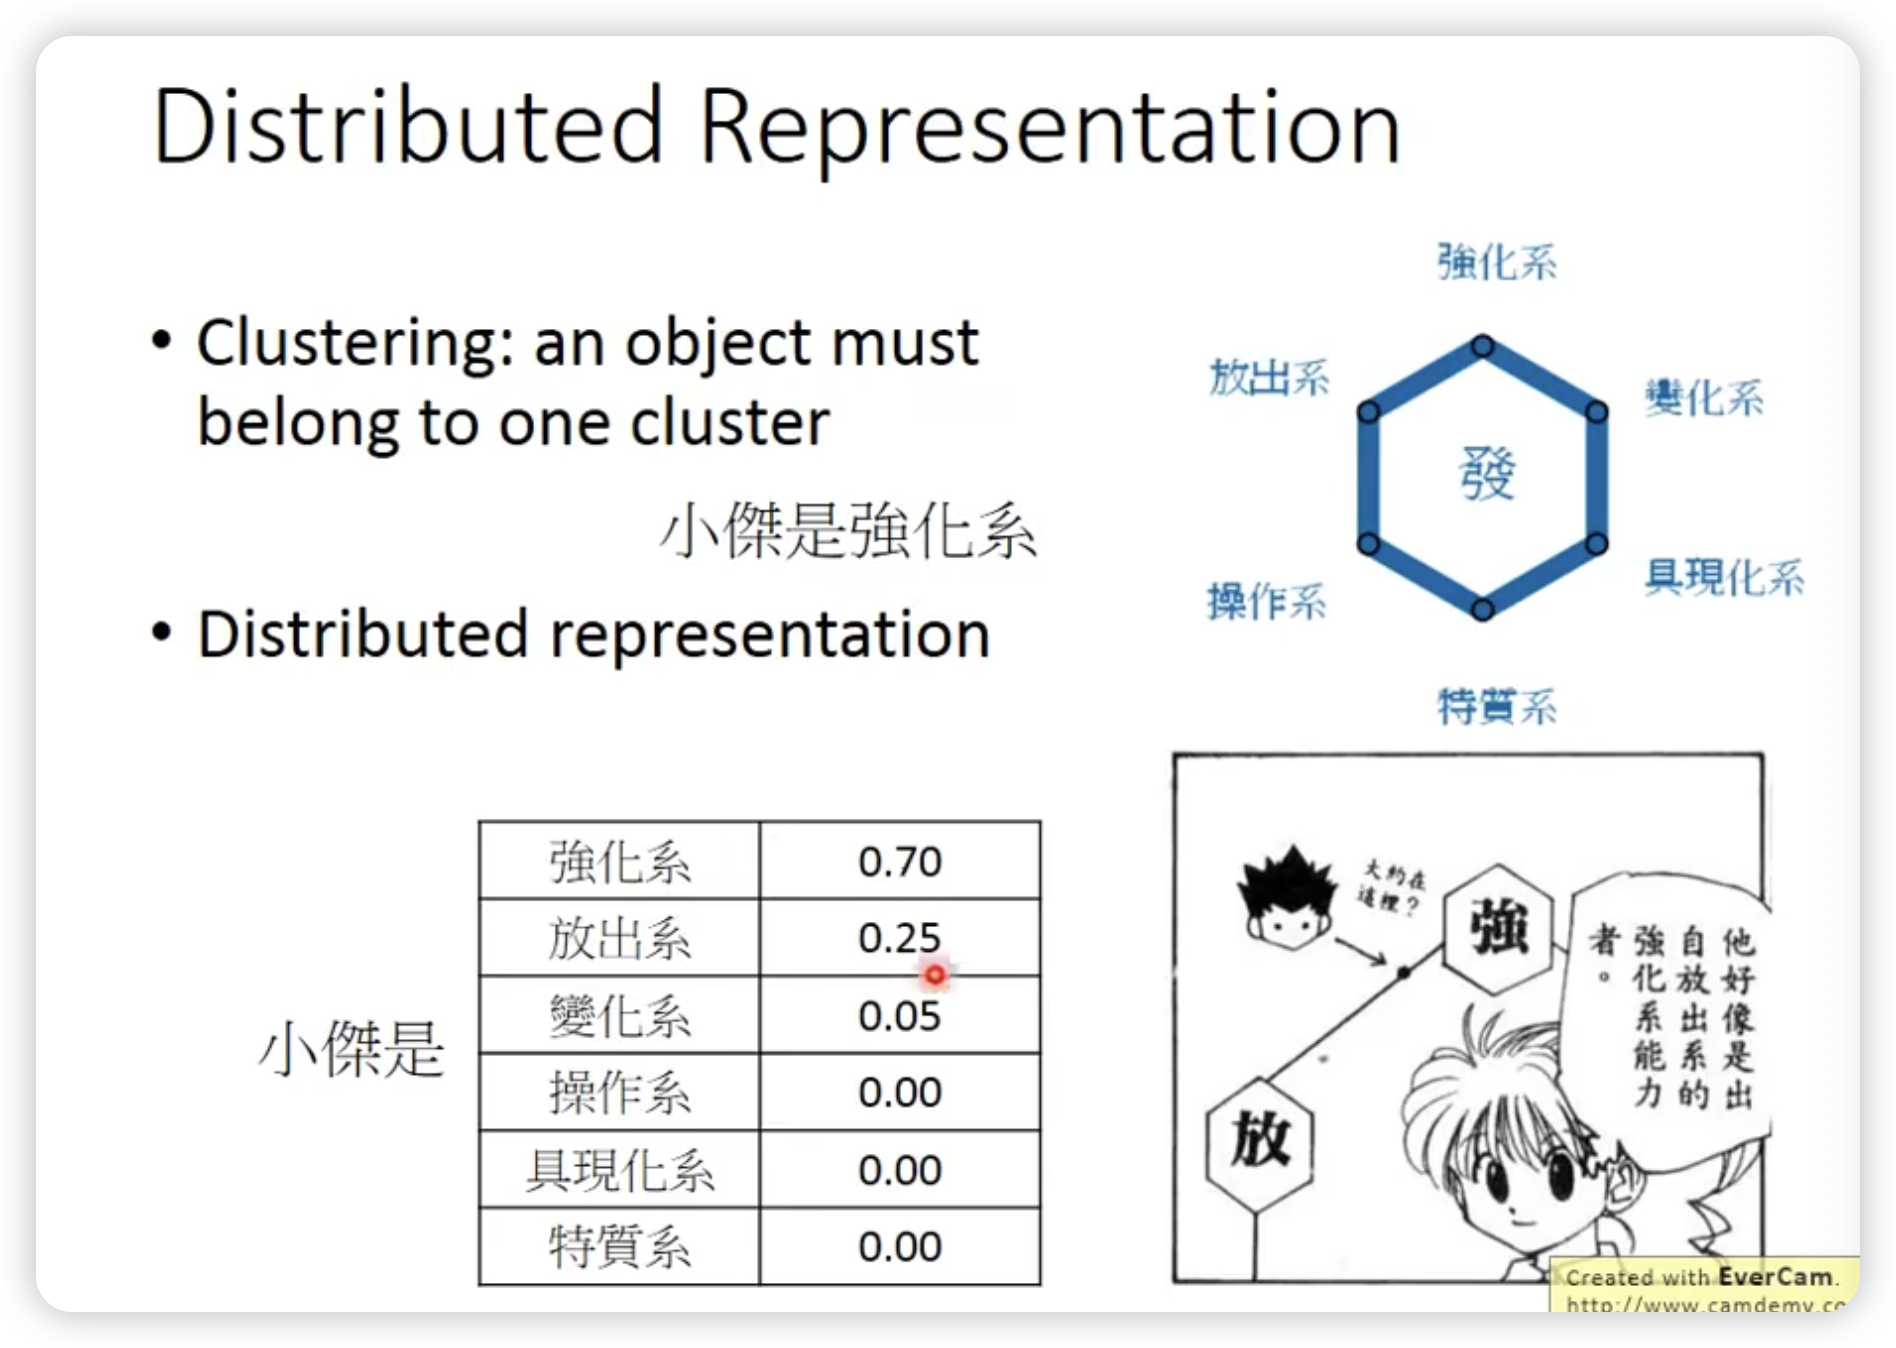 Distributed Representation
• Clustering: an object must
belong to one cluster
小傑是強化系
• Distributed representation
小傑是
強化系 0.70
放出系 0.25
變化系 0.05
操作系 0.00
具現化系 0.00
特質系 0.00
強化系
放出系
變化系
發
操作系
具現化系
特質系
大約在
這裡？
強
放
他好像是出
自放出系的
強化系能力
者。
Created with EverCam.
http://www.camdemy.co